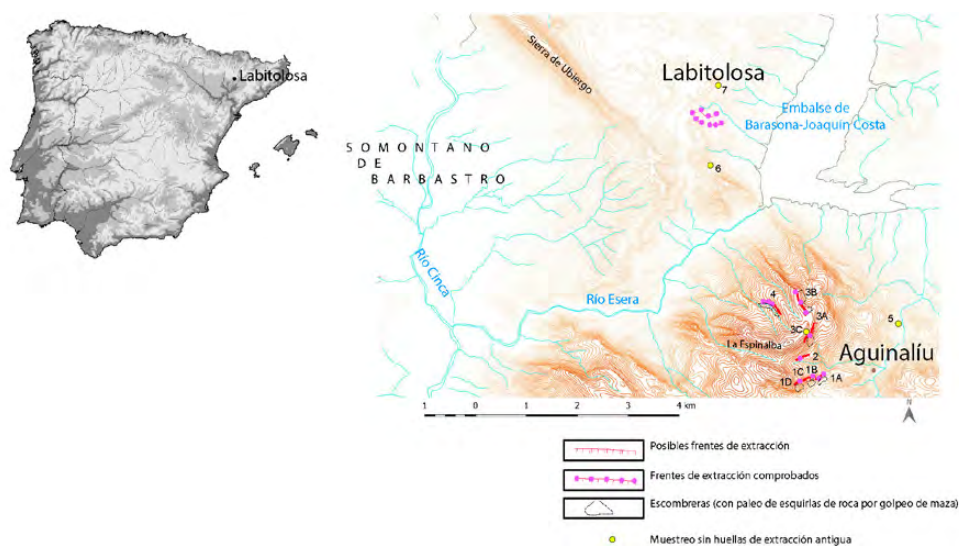 Labitolosa
Sierra de Ubiergo
Labitolosa
7
Embalse de
Barasona-Joaquín Costa
SOMONTANO
DE
BARBASTRO
6
Río Cinca
Río Esera
4
3B
3A
3C
5
La Espinalba
2
Aguinalíu
1C
1B
1D
1A
1 0 1 2 3 4 km
N
Posibles frentes de extracción
Frentes de extracción comprobados
Escombreras (con paleo de esquirlas de roca por golpeo de maza)
Muestreo sin huellas de extracción antigua